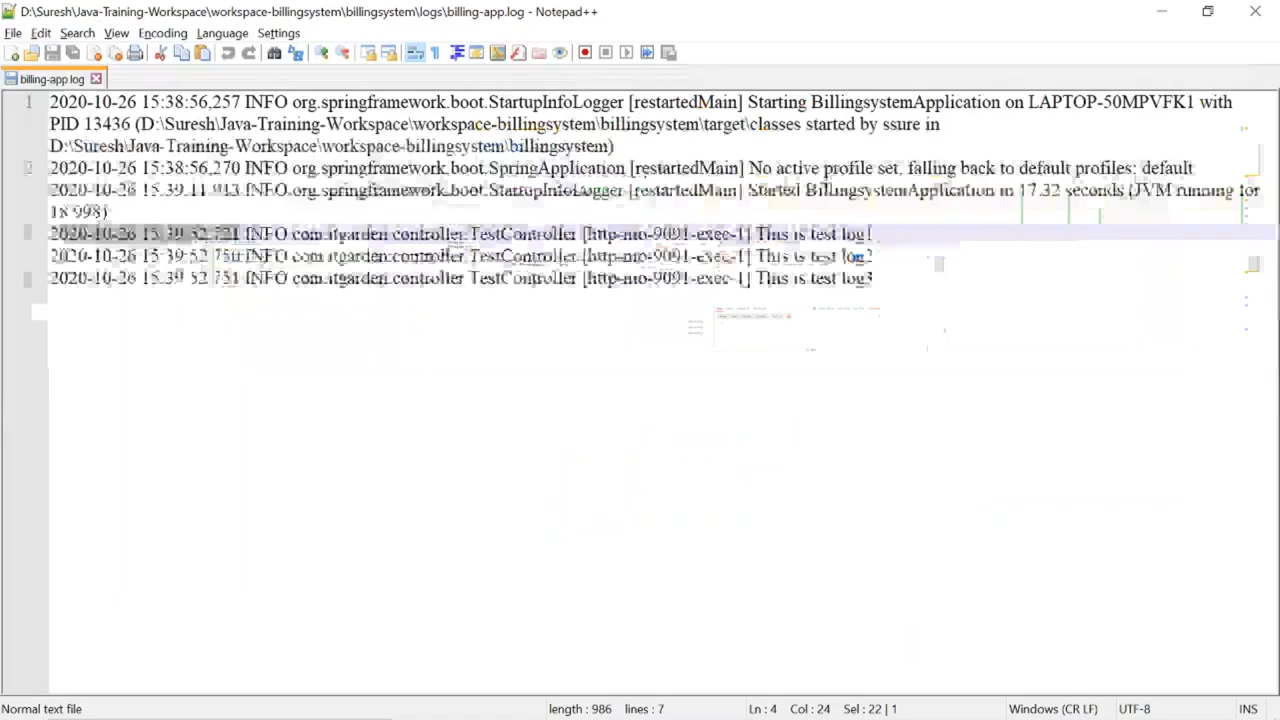 D:\Suresh\Java-Training-Workspace\workspace-billingsystem\billingsystem\logs\billing-app.log - Notepad++
File Edit Search View Encoding Language Settings
billing-app.log
1 2020-10-26 15:38:56,257 INFO org.springframework.boot.StartupInfoLogger [restartedMain] Starting BillingsystemApplication on LAPTOP-50MPVFK1 with
PID 13436 (D:\Suresh\Java-Training-Workspace\workspace-billingsystem\billingsystem\target\classes started by ssure in
D:\Suresh\Java-Training-Workspace\workspace-billingsystem\billingsystem)
2020-10-26 15:38:56,270 INFO org.springframework.boot.SpringApplication [restartedMain] No active profile set, falling back to default profiles: default
2020-10-26 INFO org.springframework.boot.StartupInfoLogger [restartedMain] Started BillingsystemApplication in 17.32 seconds (JVM running for
18.998)
2020-10-26 INFO com.itgarden.controller.TestController [http-nio-9091-exec-1] This is test log1
2020-10-26 INFO com.itgarden.controller.TestController [http-nio-9091-exec-1] This is test log2
2020-10-26 INFO com.itgarden.controller.TestController [http-nio-9091-exec-1] This is test log3
Normal text file length : 986 lines : 7 Ln : 4 Col : 24 Sel : 22 | 1 Windows (CR LF) UTF-8 INS